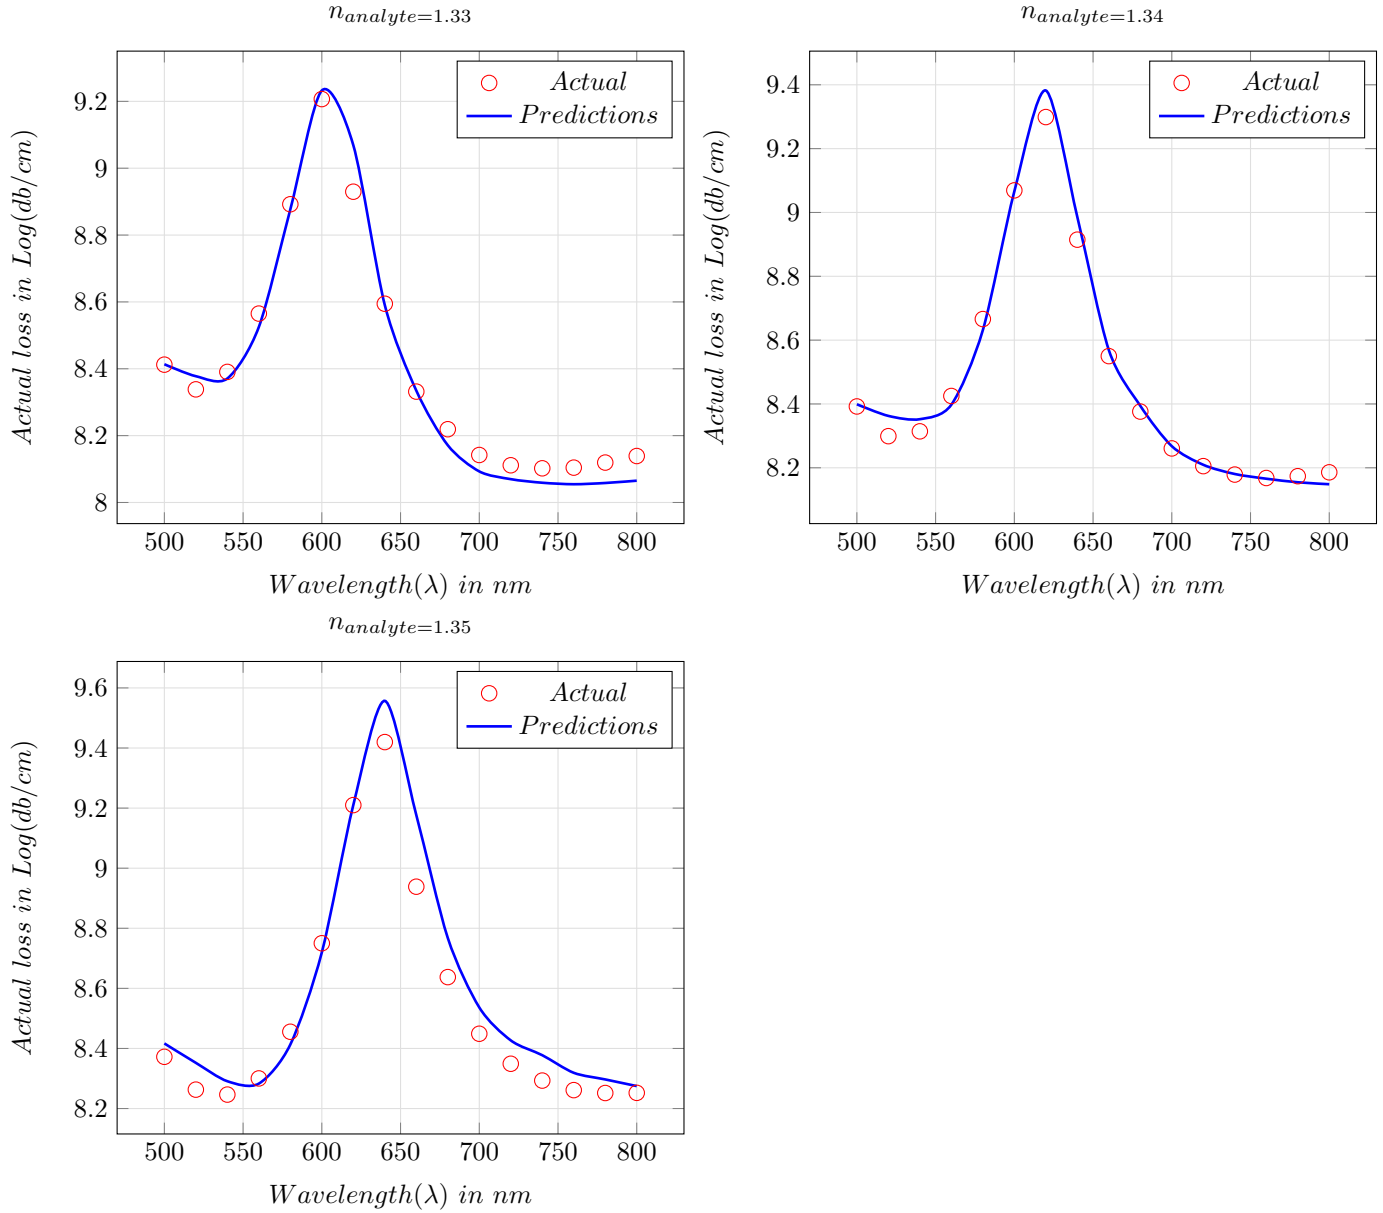 n_{analyte=1.33}
Actual
Predictions
9.2
9
8.8
8.6
8.4
8.2
8
Actual loss in Log(db/cm)
500 550 600 650 700 750 800
Wavelength(λ) in nm
n_{analyte=1.34}
Actual
Predictions
9.4
9.2
9
8.8
8.6
8.4
8.2
Actual loss in Log(db/cm)
500 550 600 650 700 750 800
Wavelength(λ) in nm
n_{analyte=1.35}
Actual
Predictions
9.6
9.4
9.2
9
8.8
8.6
8.4
8.2
Actual loss in Log(db/cm)
500 550 600 650 700 750 800
Wavelength(λ) in nm